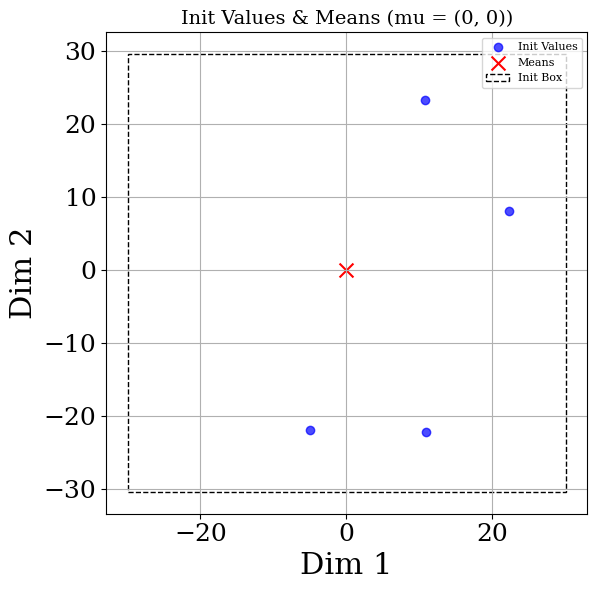 Init Values & Means (mu = (0, 0))
Init Values
Means
Init Box
30
20
10
0
−10
−20
−30
Dim 2
−20
0
20
Dim 1